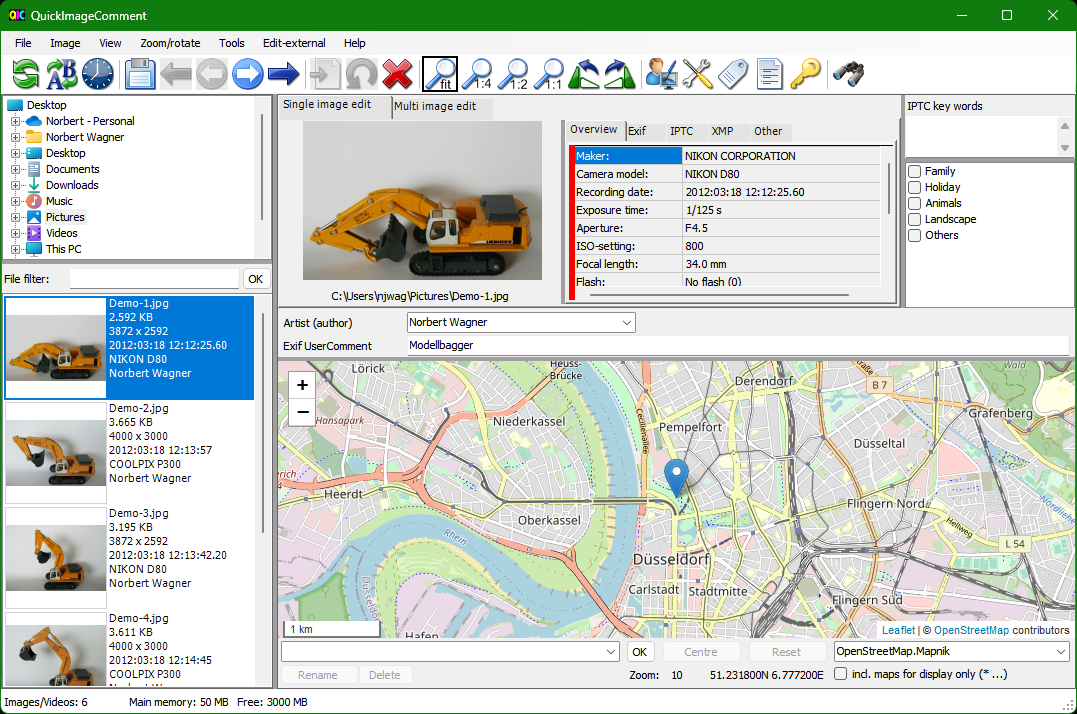 QIC QuickImageComment
File Image View Zoom/rotate Tools Edit-external Help
AB fit 1:4 1:2 1:1
Desktop
Norbert - Personal
Norbert Wagner
Desktop
Documents
Downloads
Music
Pictures
Videos
This PC
File filter: OK
Demo-1.jpg
2.592 KB
3872 x 2592
2012:03:18 12:12:25.60
NIKON D80
Norbert Wagner
Demo-2.jpg
3.665 KB
4000 x 3000
2012:03:18 12:13:57
COOLPIX P300
Norbert Wagner
Demo-3.jpg
3.195 KB
3872 x 2592
2012:03:18 12:13:42.20
NIKON D80
Norbert Wagner
Demo-4.jpg
3.611 KB
4000 x 3000
2012:03:18 12:14:45
COOLPIX P300
Norbert Wagner
Single image edit Multi image edit
LIEBHERR
C:\Users\njwag\Pictures\Demo-1.jpg
Overview Exif IPTC XMP Other
Maker: NIKON CORPORATION
Camera model: NIKON D80
Recording date: 2012:03:18 12:12:25.60
Exposure time: 1/125 s
Aperture: F4.5
ISO-setting: 800
Focal length: 34.0 mm
Flash: No flash (0)
IPTC key words
Family
Holiday
Animals
Landscape
Others
Artist (author) Norbert Wagner
Exif UserComment Modellbagger
+
−
Lörick
Heuss-
Brücke
Derendorf
B 7
Wald
Hansapark
Niederkassel
Cecilienallee
Pempelfort
Grafenberg
Düsseltal
Heerdt
Oberkassel
Flingern Nord
Hellweg
L 54
Rhein
Düsseldorf
Carlstadt
Stadtmitte
Flingern Süd
Hafen
1 km
Leaflet | © OpenStreetMap contributors
OK Centre Reset OpenStreetMap.Mapnik
Rename Delete Zoom: 10 51.231800N 6.777200E incl. maps for display only (* ...)
Images/Videos: 6 Main memory: 50 MB Free: 3000 MB